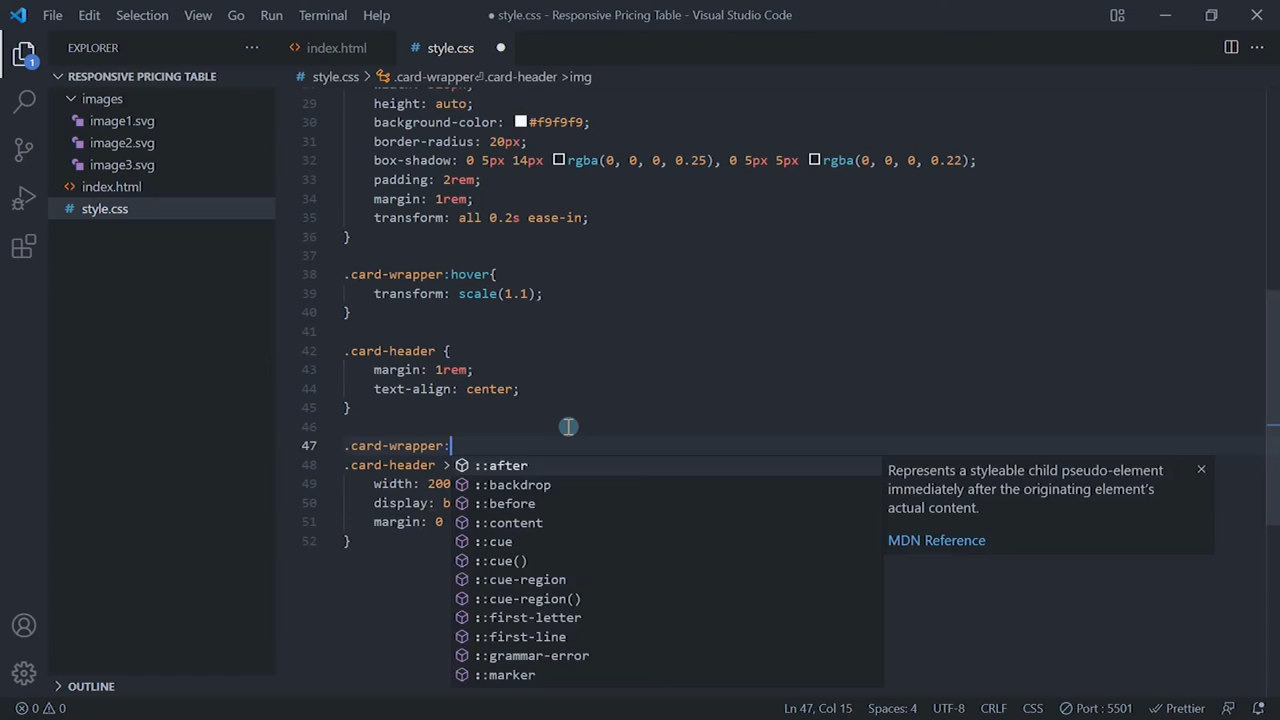 File Edit Selection View Go Run Terminal Help
● style.css - Responsive Pricing Table - Visual Studio Code
EXPLORER
index.html
# style.css
1
RESPONSIVE PRICING TABLE
images
image1.svg
image2.svg
image3.svg
index.html
# style.css
OUTLINE
# style.css > .card-wrapper⏎.card-header >img
29 height: auto;
30 background-color: #f9f9f9;
31 border-radius: 20px;
32 box-shadow: 0 5px 14px rgba(0, 0, 0, 0.25), 0 5px 5px rgba(0, 0, 0, 0.22);
33 padding: 2rem;
34 margin: 1rem;
35 transform: all 0.2s ease-in;
36 }
37
38 .card-wrapper:hover{
39 transform: scale(1.1);
40 }
41
42 .card-header {
43 margin: 1rem;
44 text-align: center;
45 }
46
47 .card-wrapper:
48 .card-header >
49 width: 200
50 display: b
51 margin: 0
52 }
::after
::backdrop
::before
::content
::cue
::cue()
::cue-region
::cue-region()
::first-letter
::first-line
::grammar-error
::marker
Represents a styleable child pseudo-element
immediately after the originating element's
actual content.
MDN Reference
0 0
Ln 47, Col 15 Spaces: 4 UTF-8 CRLF CSS Port : 5501 Prettier